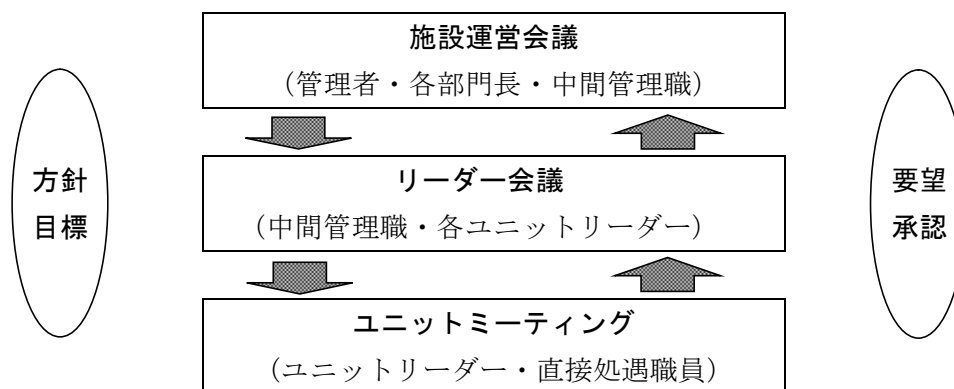 施設運営会議
（管理者・各部門長・中間管理職）
方針
目標
リーダー会議
（中間管理職・各ユニットリーダー）
要望
承認
ユニットミーティング
（ユニットリーダー・直接処遇職員）